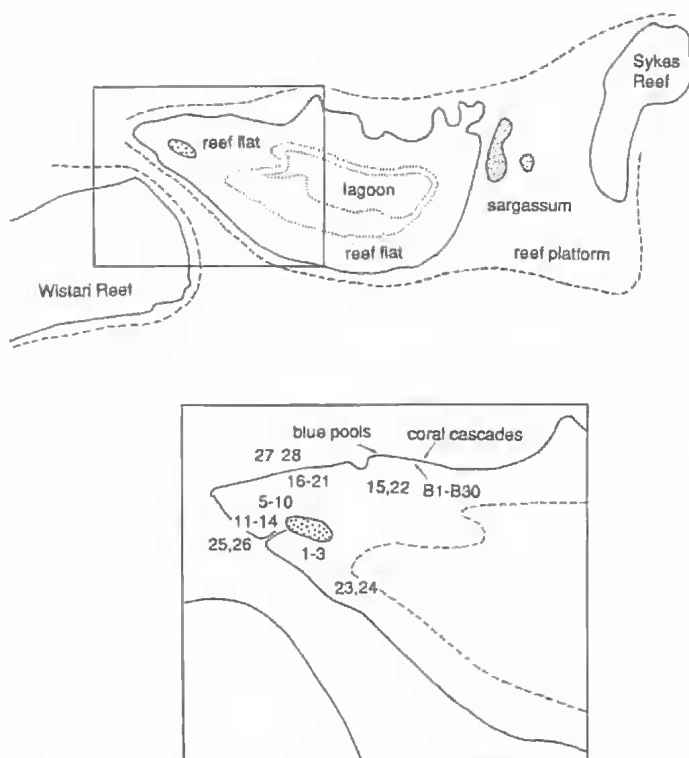 Sykes
Reef
reef flat
lagoon
sargassum
reef flat
reef platform
Wistari Reef
blue pools
coral cascades
27 28
16-21
15,22
B1-B30
5-10
11-14
25,26
1-3
23,24